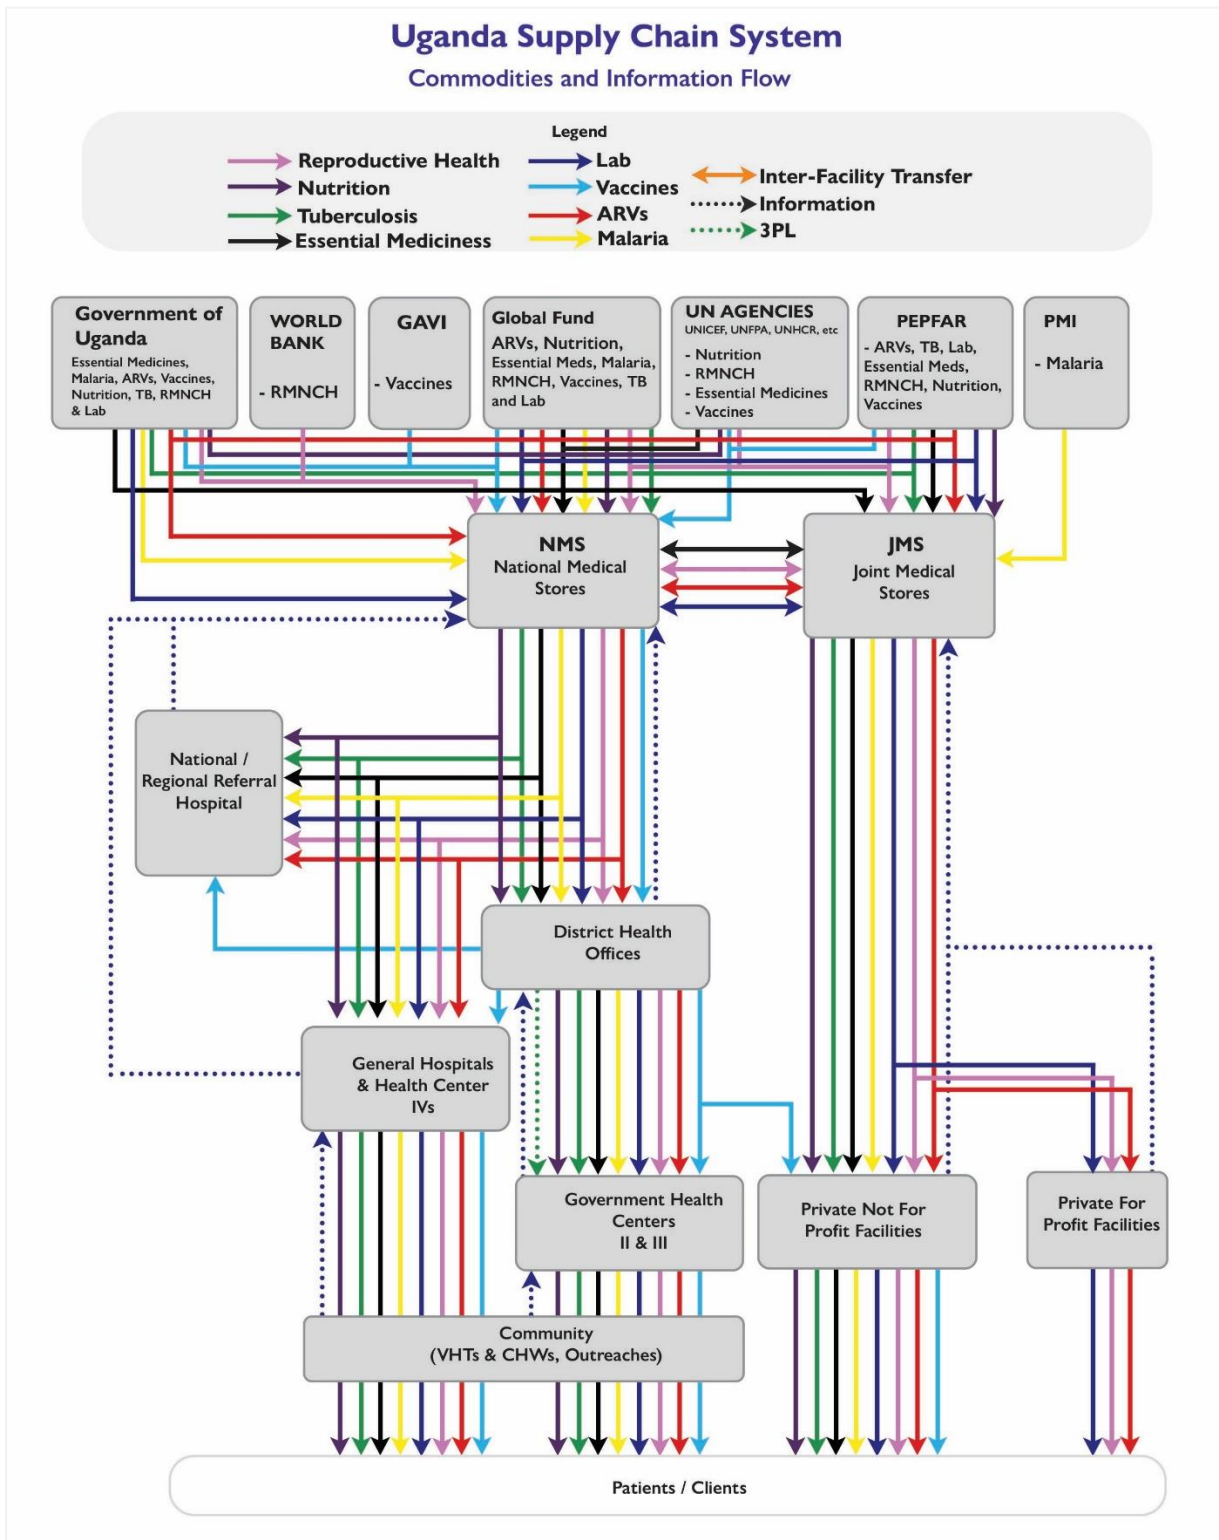 Uganda Supply Chain System
Commodities and Information Flow
Legend
Reproductive Health
Nutrition
Tuberculosis
Essential Mediciness
Lab
Vaccines
ARVs
Malaria
Inter-Facility Transfer
Information
3PL
Government of
Uganda
Essential Medicines,
Malaria, ARVs, Vaccines,
Nutrition, TB, RMNCH
& Lab
WORLD
BANK
- RMNCH
GAVI
- Vaccines
Global Fund
ARVs, Nutrition,
Essential Meds, Malaria,
RMNCH, Vaccines, TB
and Lab
UN AGENCIES
UNICEF, UNFPA, UNHCR, etc
- Nutrition
- RMNCH
- Essential Medicines
- Vaccines
PEPFAR
- ARVs, TB, Lab,
Essential Meds,
RMNCH, Nutrition,
Vaccines
PMI
- Malaria
NMS
National Medical
Stores
JMS
Joint Medical
Stores
National /
Regional Referral
Hospital
District Health
Offices
General Hospitals
& Health Center
IVs
Government Health
Centers
II & III
Private Not For
Profit Facilities
Private For
Profit Facilities
Community
(VHTs & CHWs, Outreaches)
Patients / Clients